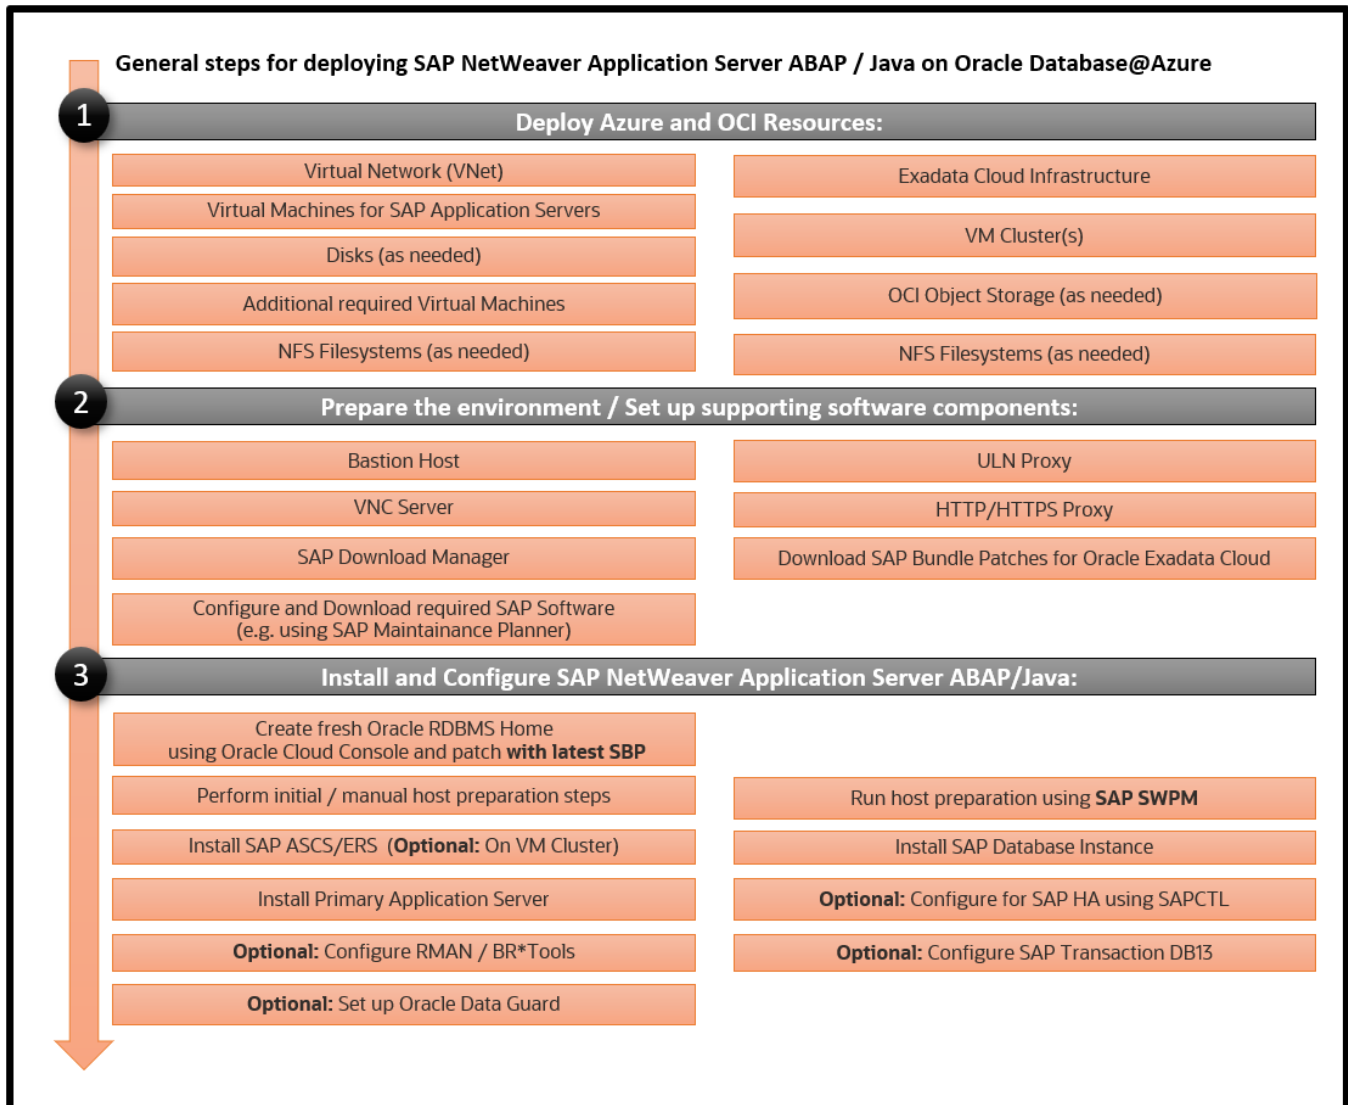 General steps for deploying SAP NetWeaver Application Server ABAP / Java on Oracle Database@Azure
1
Deploy Azure and OCI Resources:
Virtual Network (VNet)
Virtual Machines for SAP Application Servers
Disks (as needed)
Additional required Virtual Machines
NFS Filesystems (as needed)
Exadata Cloud Infrastructure
VM Cluster(s)
OCI Object Storage (as needed)
NFS Filesystems (as needed)
2
Prepare the environment / Set up supporting software components:
Bastion Host
VNC Server
SAP Download Manager
Configure and Download required SAP Software
(e.g. using SAP Maintainance Planner)
ULN Proxy
HTTP/HTTPS Proxy
Download SAP Bundle Patches for Oracle Exadata Cloud
3
Install and Configure SAP NetWeaver Application Server ABAP/Java:
Create fresh Oracle RDBMS Home
using Oracle Cloud Console and patch with latest SBP
Perform initial / manual host preparation steps
Run host preparation using SAP SWPM
Install SAP ASCS/ERS (Optional: On VM Cluster)
Install SAP Database Instance
Install Primary Application Server
Optional: Configure for SAP HA using SAPCTL
Optional: Configure RMAN / BR*Tools
Optional: Configure SAP Transaction DB13
Optional: Set up Oracle Data Guard